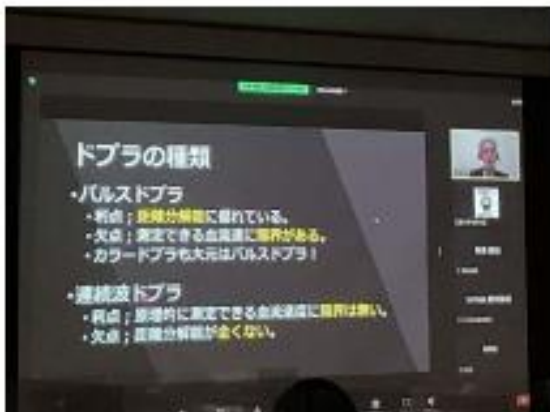 ドプラの種類
・パルスドプラ
・利点；距離分解能に優れている。
・欠点；測定できる血流速に限界がある。
・カラードプラも大元はパルスドプラ！
・連続波ドプラ
・利点；原理的に測定できる血流速度に限界は無い。
・欠点；距離分解能が全くない。